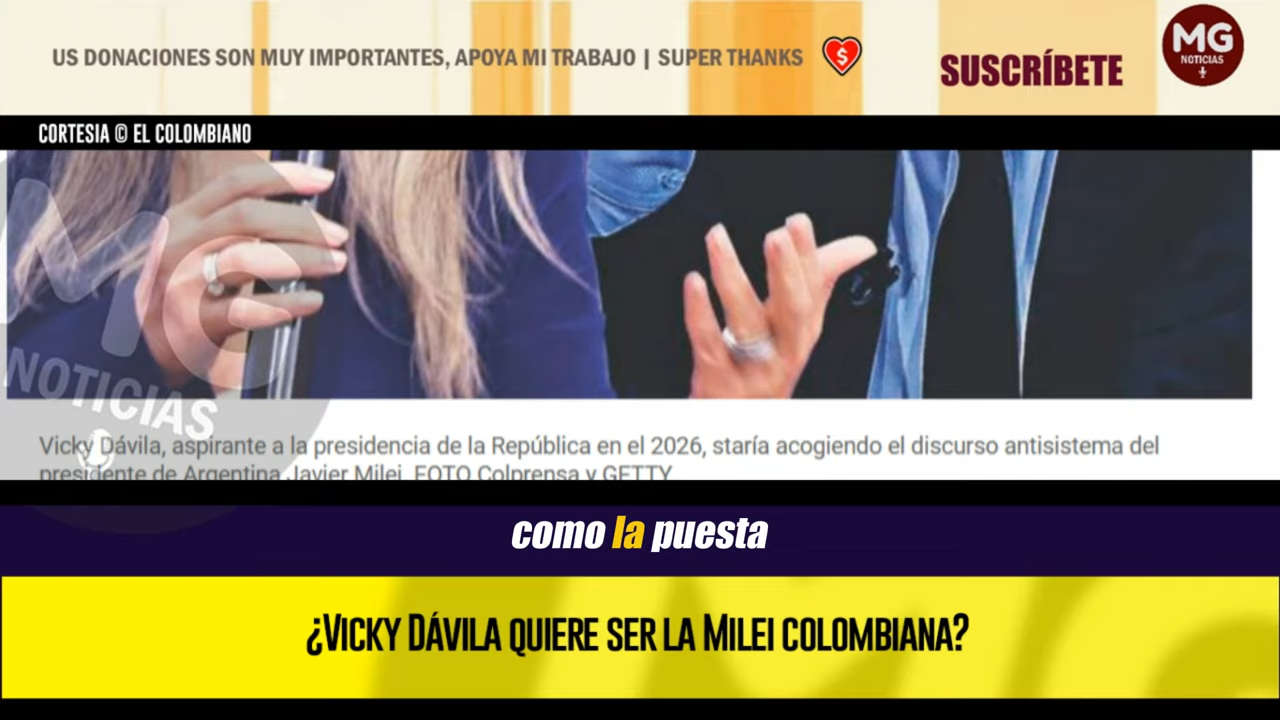 US DONACIONES SON MUY IMPORTANTES, APOYA MI TRABAJO | SUPER THANKS
SUSCRÍBETE
MG
NOTICIAS
CORTESIA © EL COLOMBIANO
MG
NOTICIAS
Vicky Dávila, aspirante a la presidencia de la República en el 2026, staría acogiendo el discurso antisistema del
presidente de Argentina Javier Milei. FOTO Colprensa y GETTY
como la puesta
¿VICKY DÁVILA QUIERE SER LA MILEI COLOMBIANA?